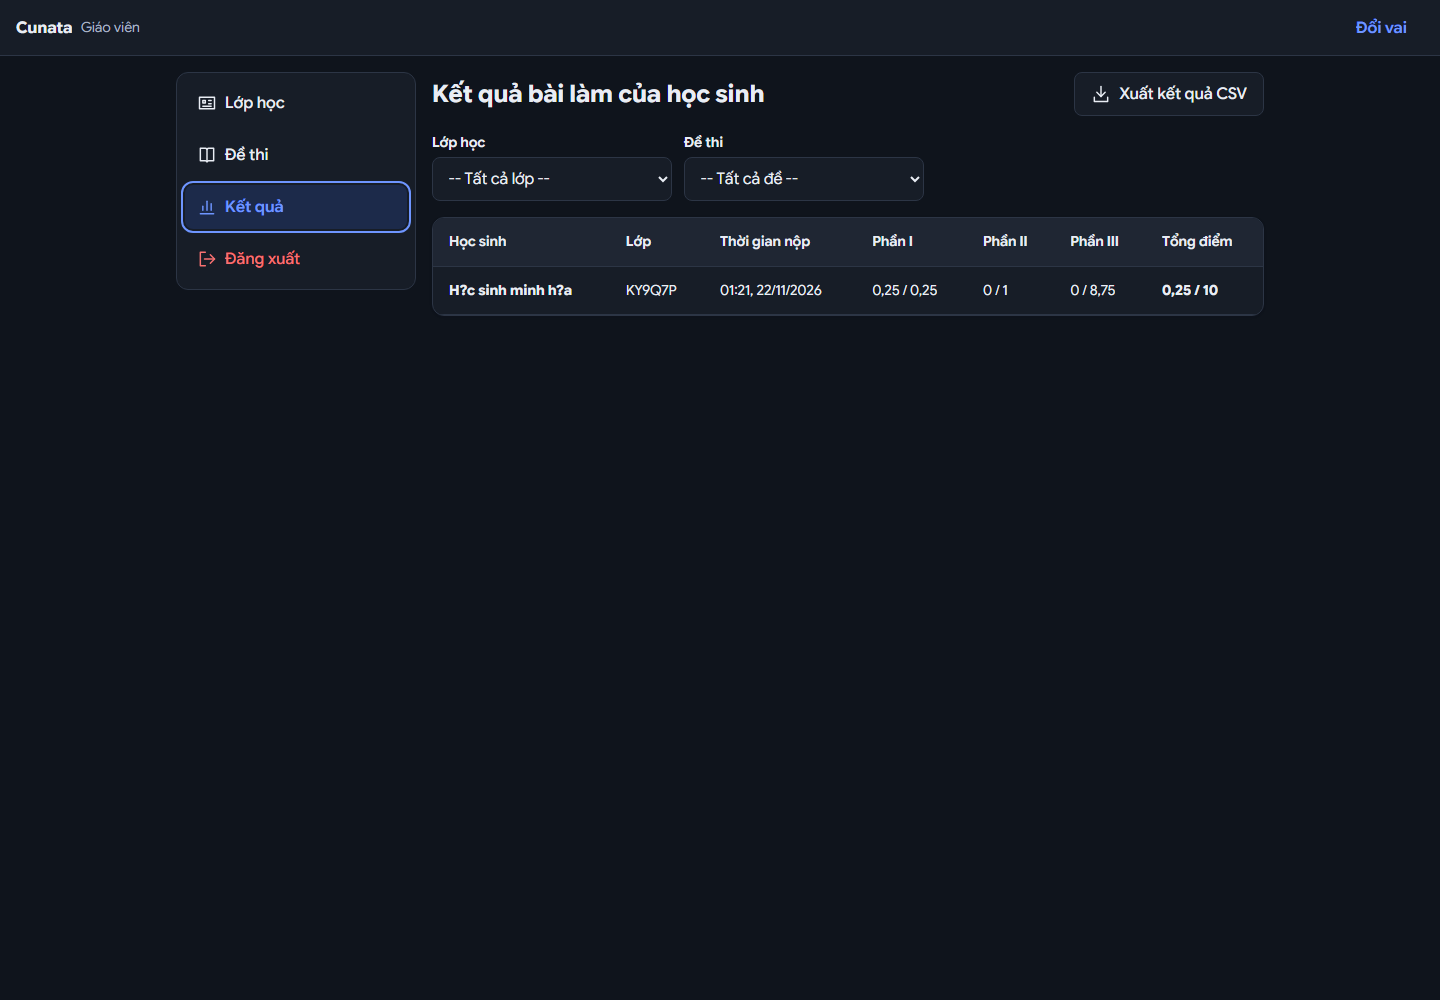 Cunata Giáo viên
Đổi vai
Lớp học
Đề thi
Kết quả
Đăng xuất
Kết quả bài làm của học sinh
Xuất kết quả CSV
Lớp học
Đề thi
-- Tất cả lớp --
-- Tất cả đề --
Học sinh Lớp Thời gian nộp Phần I Phần II Phần III Tổng điểm
H?c sinh minh h?a KY9Q7P 01:21, 22/11/2026 0,25 / 0,25 0 / 1 0 / 8,75 0,25 / 10